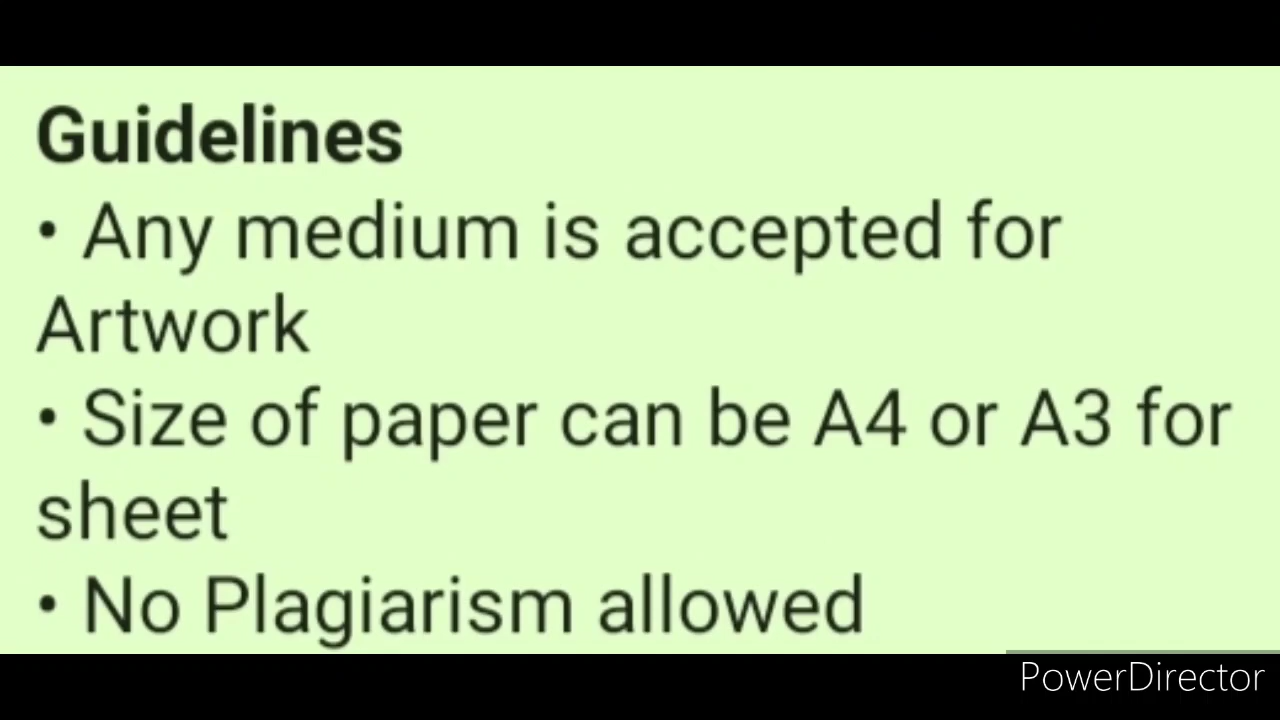 Guidelines
• Any medium is accepted for
Artwork
• Size of paper can be A4 or A3 for
sheet
• No Plagiarism allowed
PowerDirector